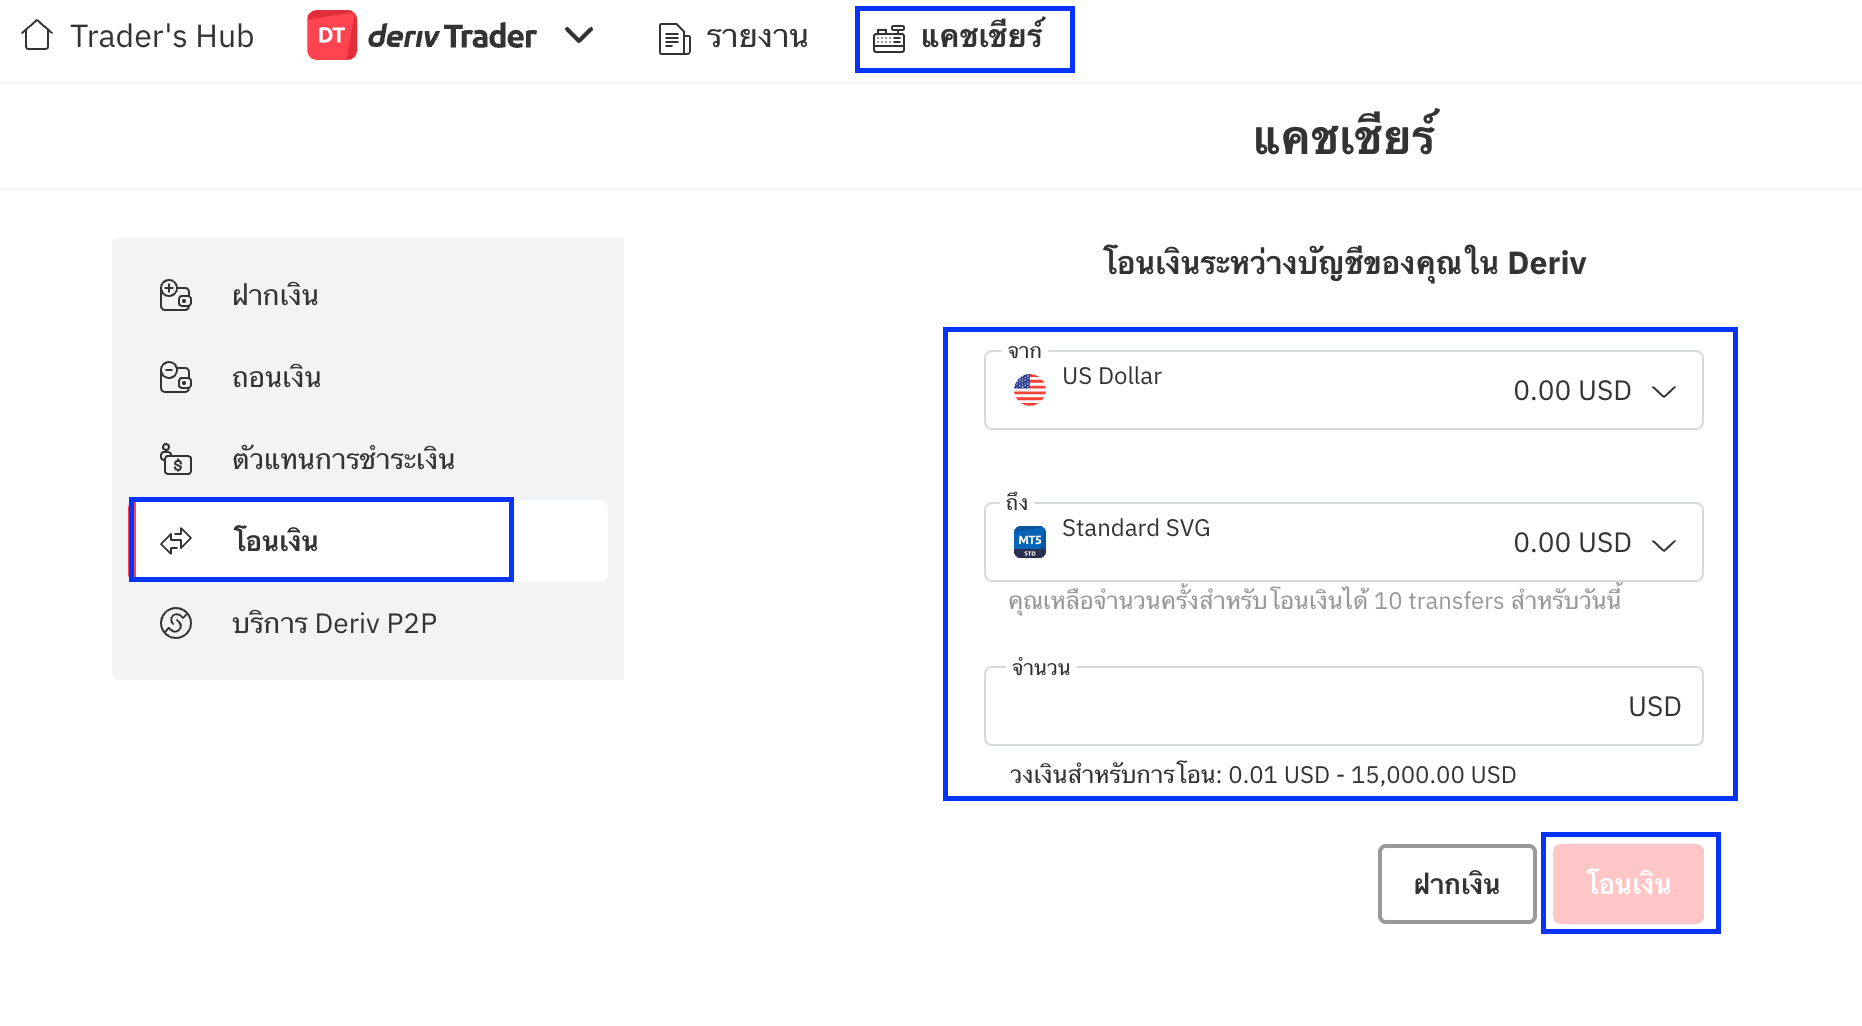 Trader's Hub
DT deriv Trader
รายงาน
แคชเชียร์
แคชเชียร์
ฝากเงิน
ถอนเงิน
ตัวแทนการชำระเงิน
โอนเงิน
บริการ Deriv P2P
โอนเงินระหว่างบัญชีของคุณใน Deriv
จาก
US Dollar 0.00 USD
ถึง
MT5 STD Standard SVG 0.00 USD
คุณเหลือจำนวนครั้งสำหรับโอนเงินได้ 10 transfers สำหรับวันนี้
จำนวน
USD
วงเงินสำหรับการโอน: 0.01 USD - 15,000.00 USD
ฝากเงิน
โอนเงิน